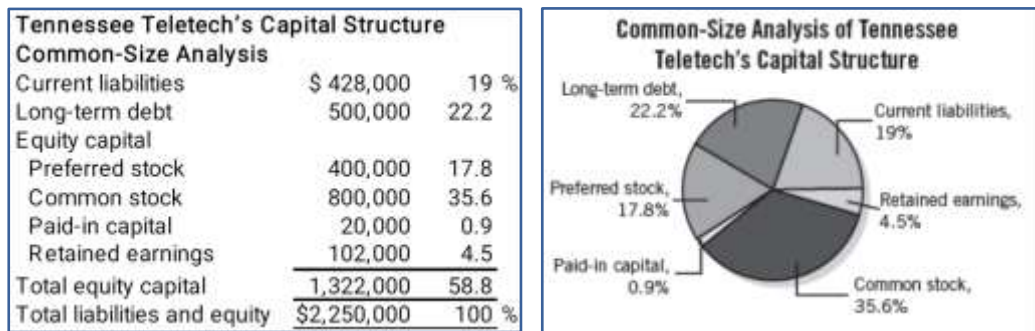 Tennessee Teletech's Capital Structure
Common-Size Analysis
Current liabilities $ 428,000 19 %
Long-term debt 500,000 22.2
Equity capital
Preferred stock 400,000 17.8
Common stock 800,000 35.6
Paid-in capital 20,000 0.9
Retained earnings 102,000 4.5
Total equity capital 1,322,000 58.8
Total liabilities and equity $2,250,000 100 %
Common-Size Analysis of Tennessee
Teletech's Capital Structure
Long-term debt,
22.2%
Current liabilities,
19%
Preferred stock,
17.8%
Retained earnings,
4.5%
Paid-in capital,
0.9%
Common stock,
35.6%